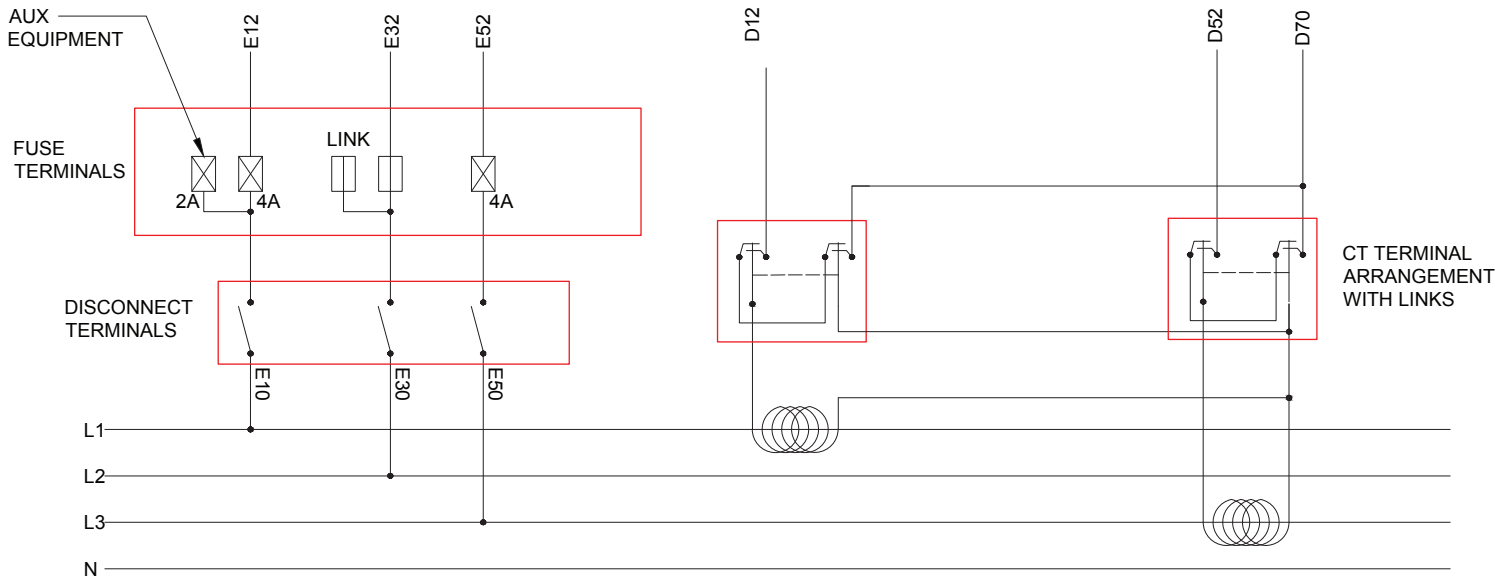 AUX
EQUIPMENT
E12
E32
E52
D12
D52
D70
FUSE
TERMINALS
LINK
2A
4A
4A
CT TERMINAL
ARRANGEMENT
WITH LINKS
DISCONNECT
TERMINALS
E10
E30
E50
L1
L2
L3
N